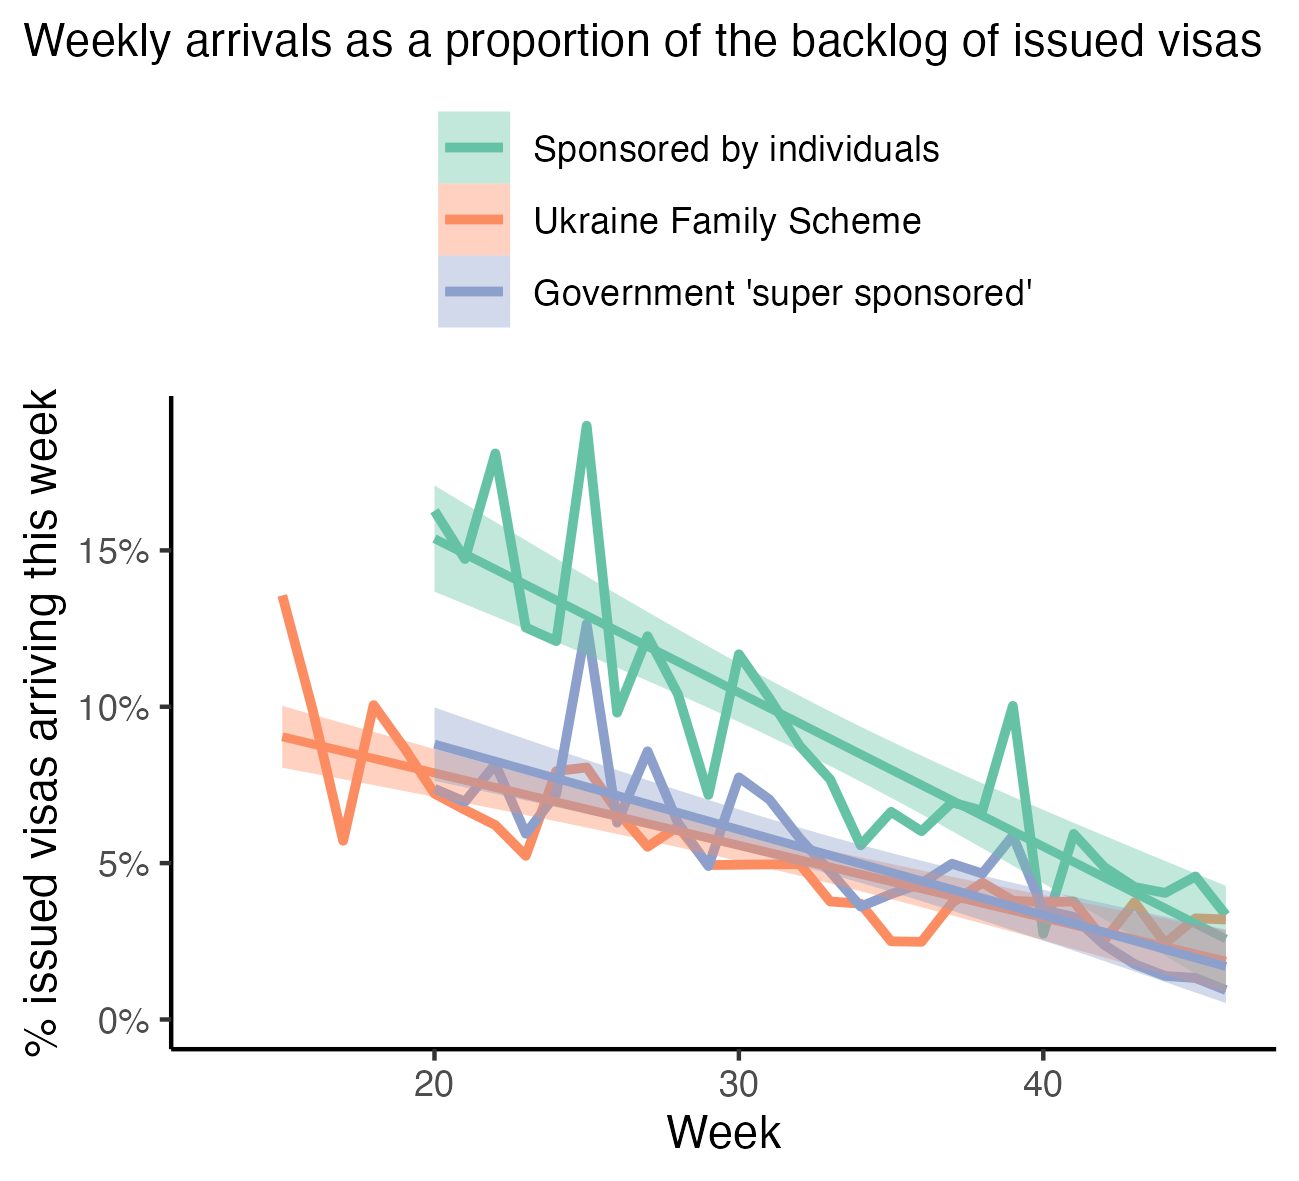 Weekly arrivals as a proportion of the backlog of issued visas
Sponsored by individuals
Ukraine Family Scheme
Government 'super sponsored'
% issued visas arriving this week
15%
10%
5%
0%
20
30
40
Week